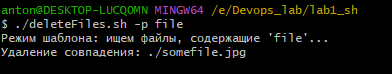 anton@DESKTOP-LUCQOMN MINGW64 /e/Devops_lab/lab1_sh
$ ./deleteFiles.sh -p file
Режим шаблона: ищем файлы, содержащие 'file'...
Удаление совпадения: ./somefile.jpg